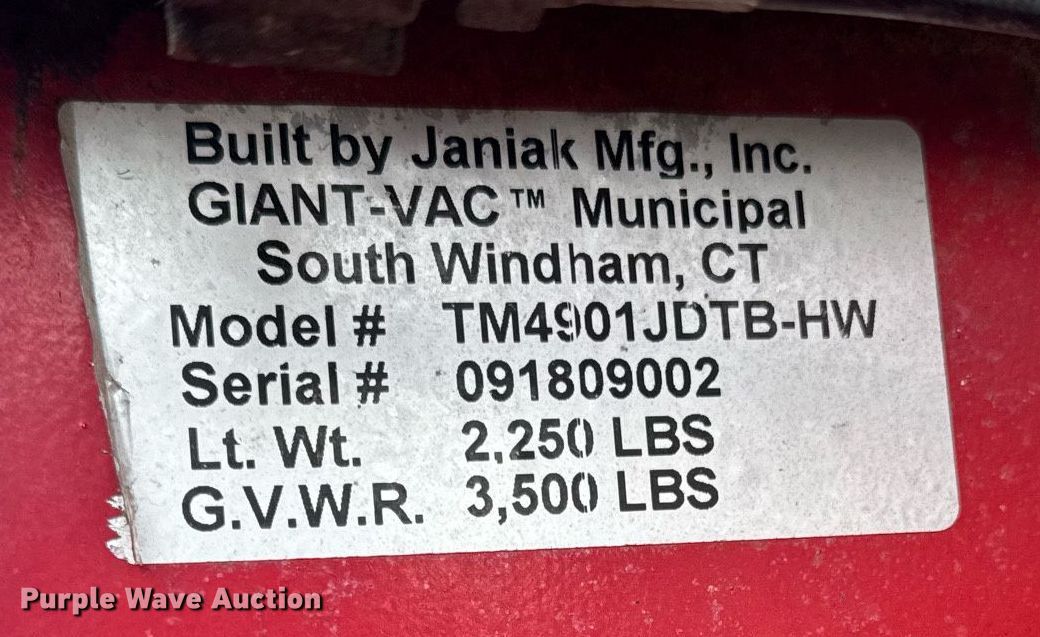 Built by Janiak Mfg., Inc.
GIANT-VAC™ Municipal
South Windham, CT
Model # TM4901JDTB-HW
Serial # 091809002
Lt. Wt. 2,250 LBS
G.V.W.R. 3,500 LBS
Purple Wave Auction